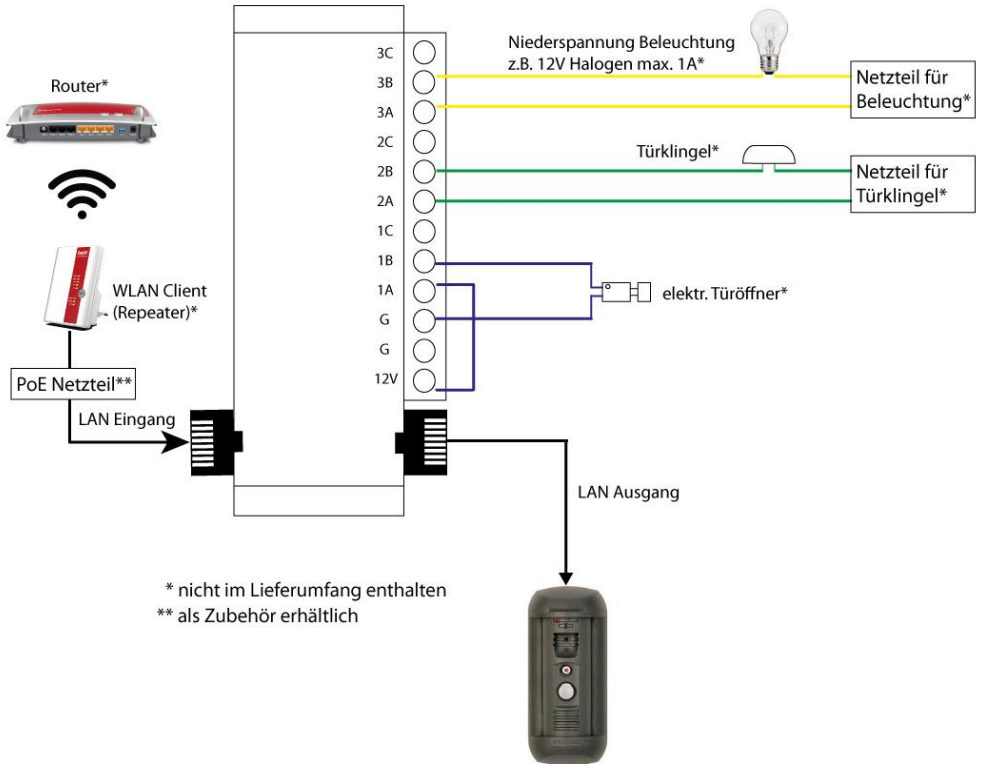 Router*
WLAN Client
(Repeater)*
PoE Netzteil**
LAN Eingang
3C
3B
3A
2C
2B
2A
1C
1B
1A
G
G
12V
Niederspannung Beleuchtung
z.B. 12V Halogen max. 1A*
Netzteil für
Beleuchtung*
Türklingel*
Netzteil für
Türklingel*
elektr. Türöffner*
LAN Ausgang
* nicht im Lieferumfang enthalten
** als Zubehör erhältlich